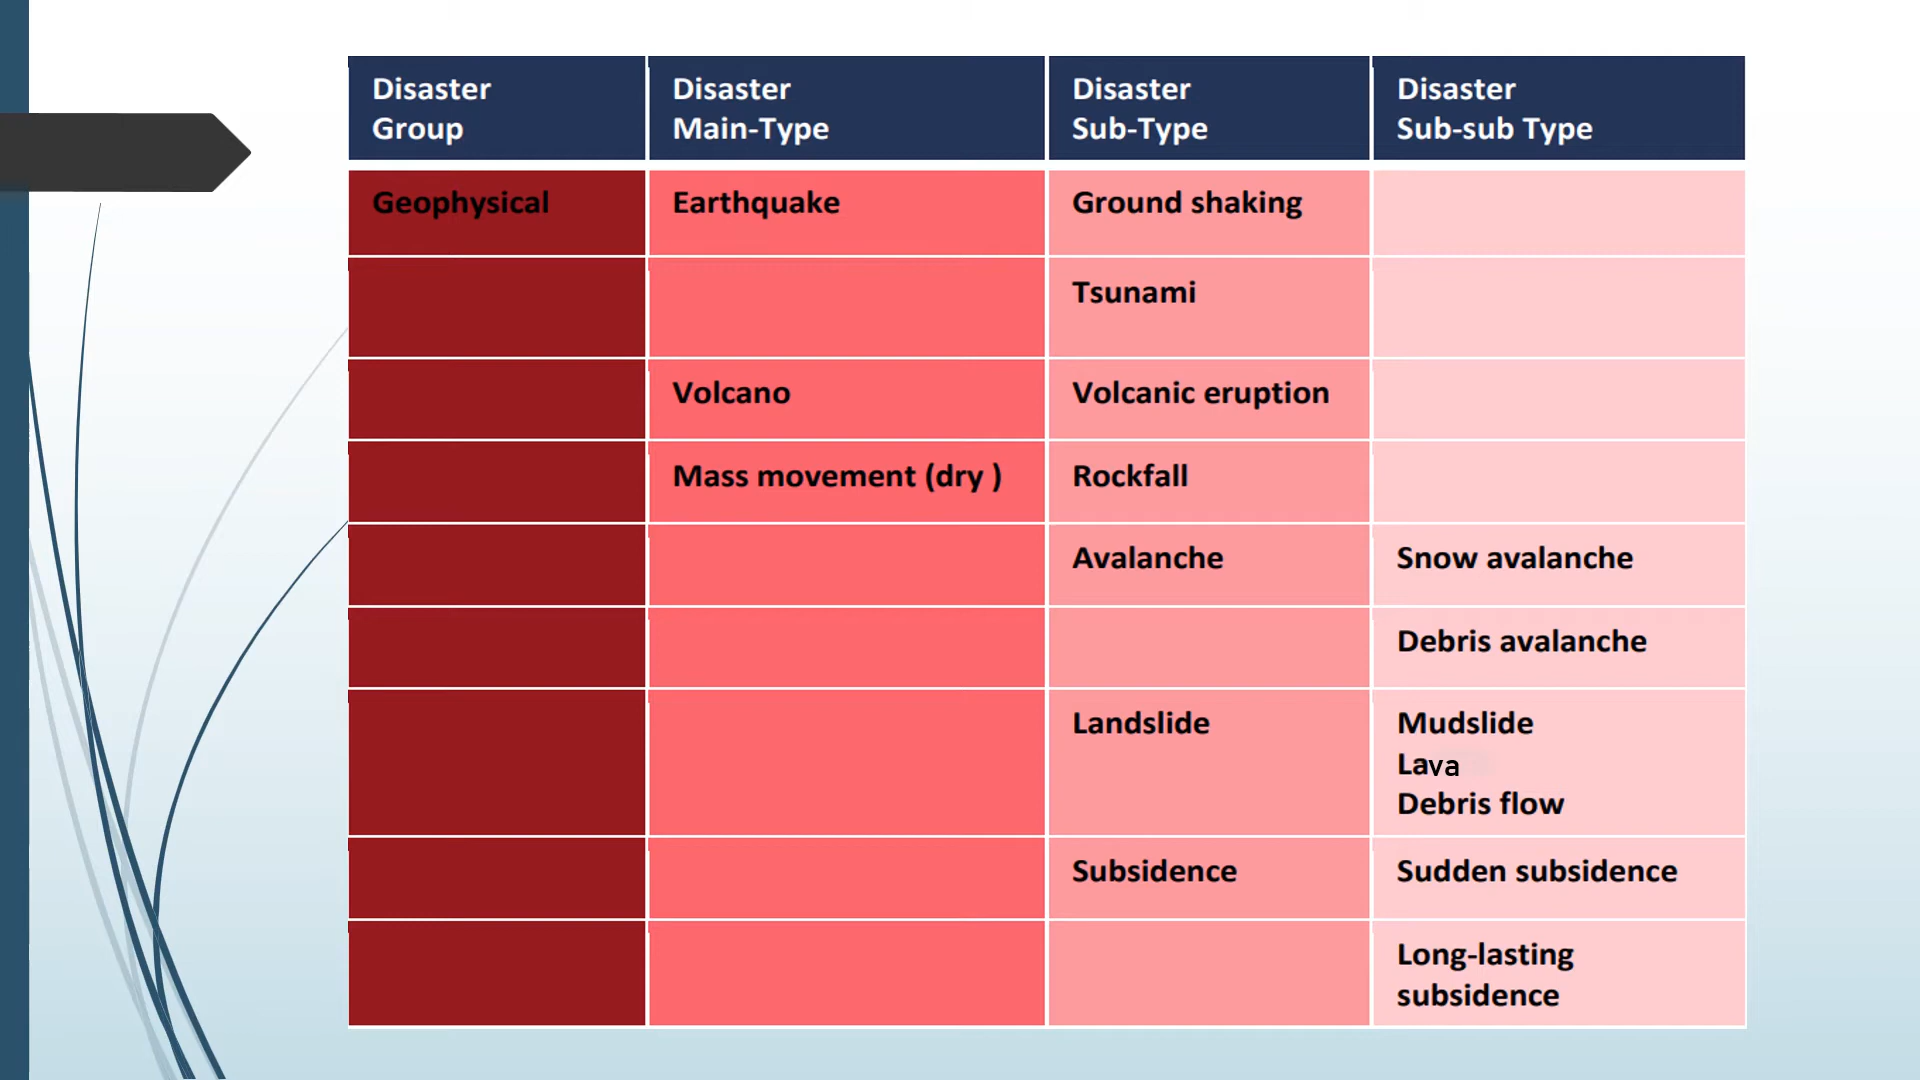 Disaster Group
Disaster Main-Type
Disaster Sub-Type
Disaster Sub-sub Type
Geophysical
Earthquake
Ground shaking
Tsunami
Volcano
Volcanic eruption
Mass movement (dry )
Rockfall
Avalanche
Snow avalanche
Debris avalanche
Landslide
Mudslide
Lava
Debris flow
Subsidence
Sudden subsidence
Long-lasting
subsidence